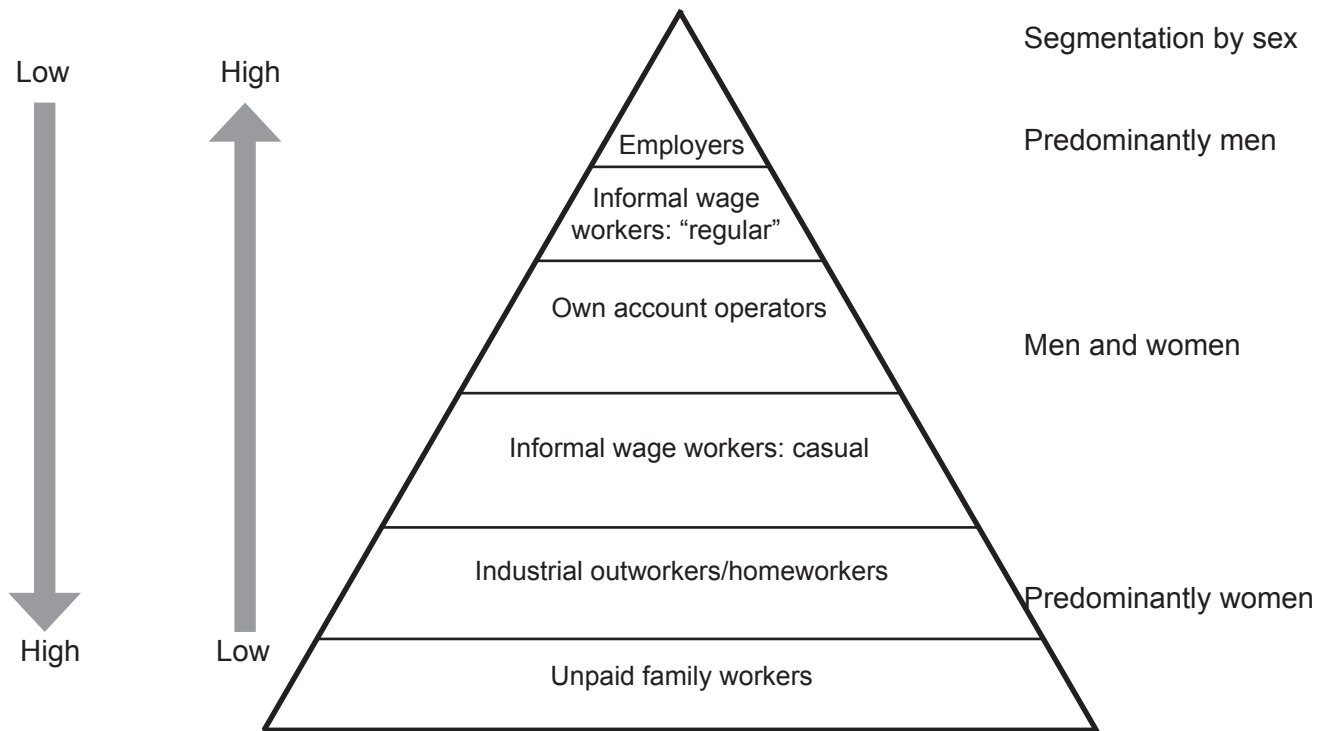 Segmentation by sex
Low
High
Predominantly men
Employers
Informal wage
workers: “regular”
Own account operators
Men and women
Informal wage workers: casual
Industrial outworkers/homeworkers
Predominantly women
High
Low
Unpaid family workers